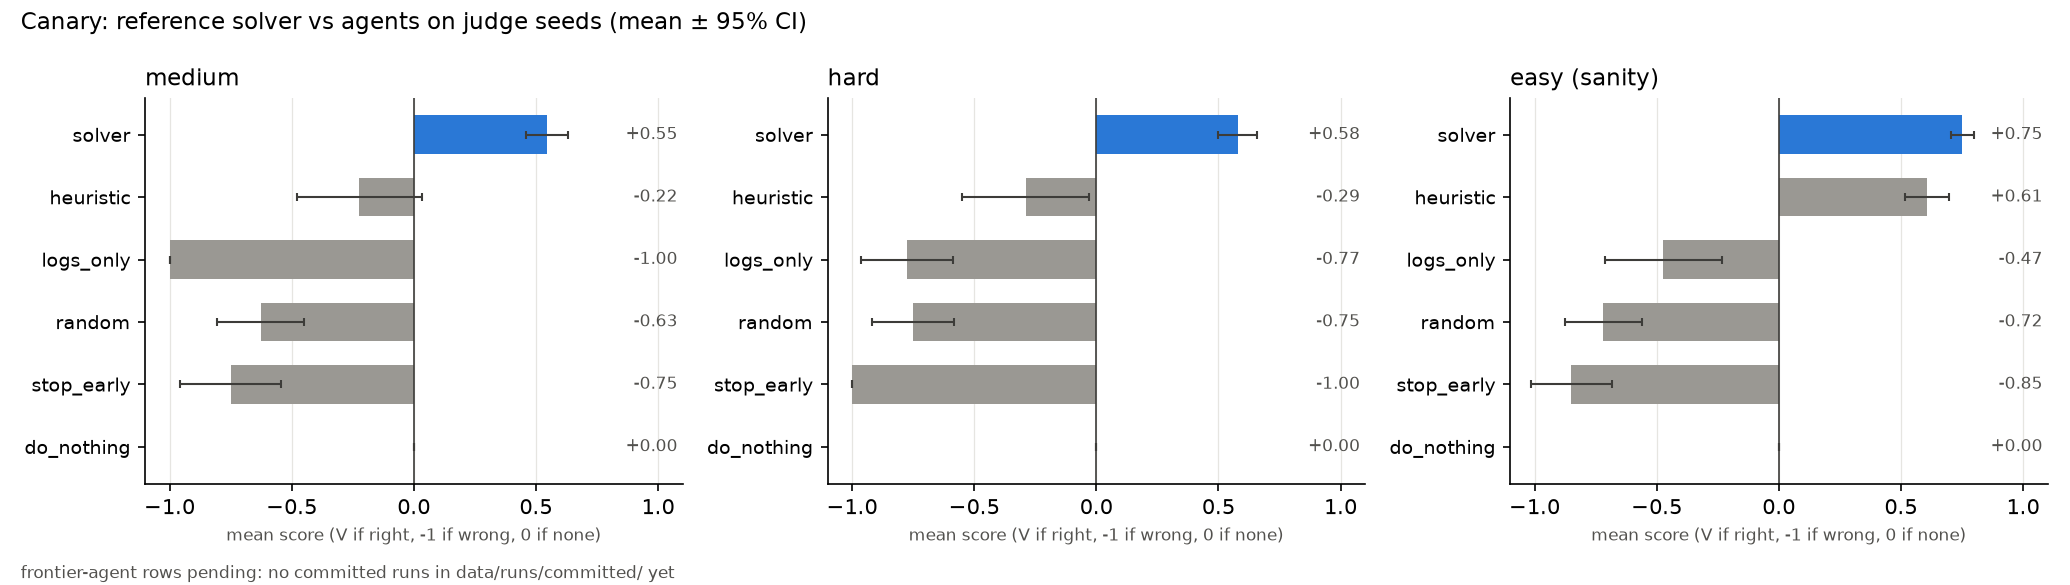 Canary: reference solver vs agents on judge seeds (mean ± 95% CI)
medium
solver
+0.55
heuristic
-0.22
logs_only
-1.00
random
-0.63
stop_early
-0.75
do_nothing
+0.00
−1.0 −0.5 0.0 0.5 1.0
mean score (V if right, -1 if wrong, 0 if none)
hard
solver
+0.58
heuristic
-0.29
logs_only
-0.77
random
-0.75
stop_early
-1.00
do_nothing
+0.00
−1.0 −0.5 0.0 0.5 1.0
mean score (V if right, -1 if wrong, 0 if none)
easy (sanity)
solver
+0.75
heuristic
+0.61
logs_only
-0.47
random
-0.72
stop_early
-0.85
do_nothing
+0.00
−1.0 −0.5 0.0 0.5 1.0
mean score (V if right, -1 if wrong, 0 if none)
frontier-agent rows pending: no committed runs in data/runs/committed/ yet